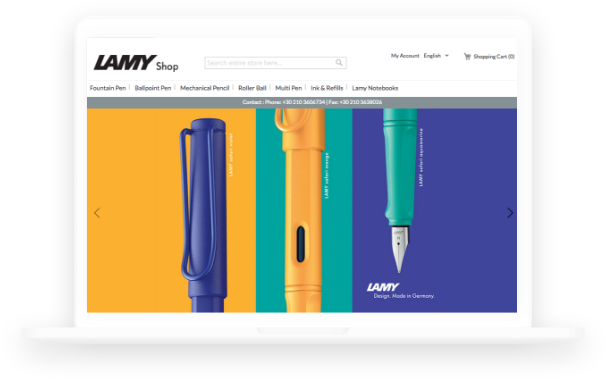 LAMY Shop
Search entire store here...
My Account English
Shopping Cart (0)
Fountain Pen | Ballpoint Pen | Mechanical Pencil | Roller Ball | Multi Pen | Ink & Refills | Lamy Notebooks
Contact : Phone: +30 210 3606734 | Fax: +30 210 3638026
LAMY safari
LAMY safari mango
LAMY safari aquamarine
LAMY
Design. Made in Germany.